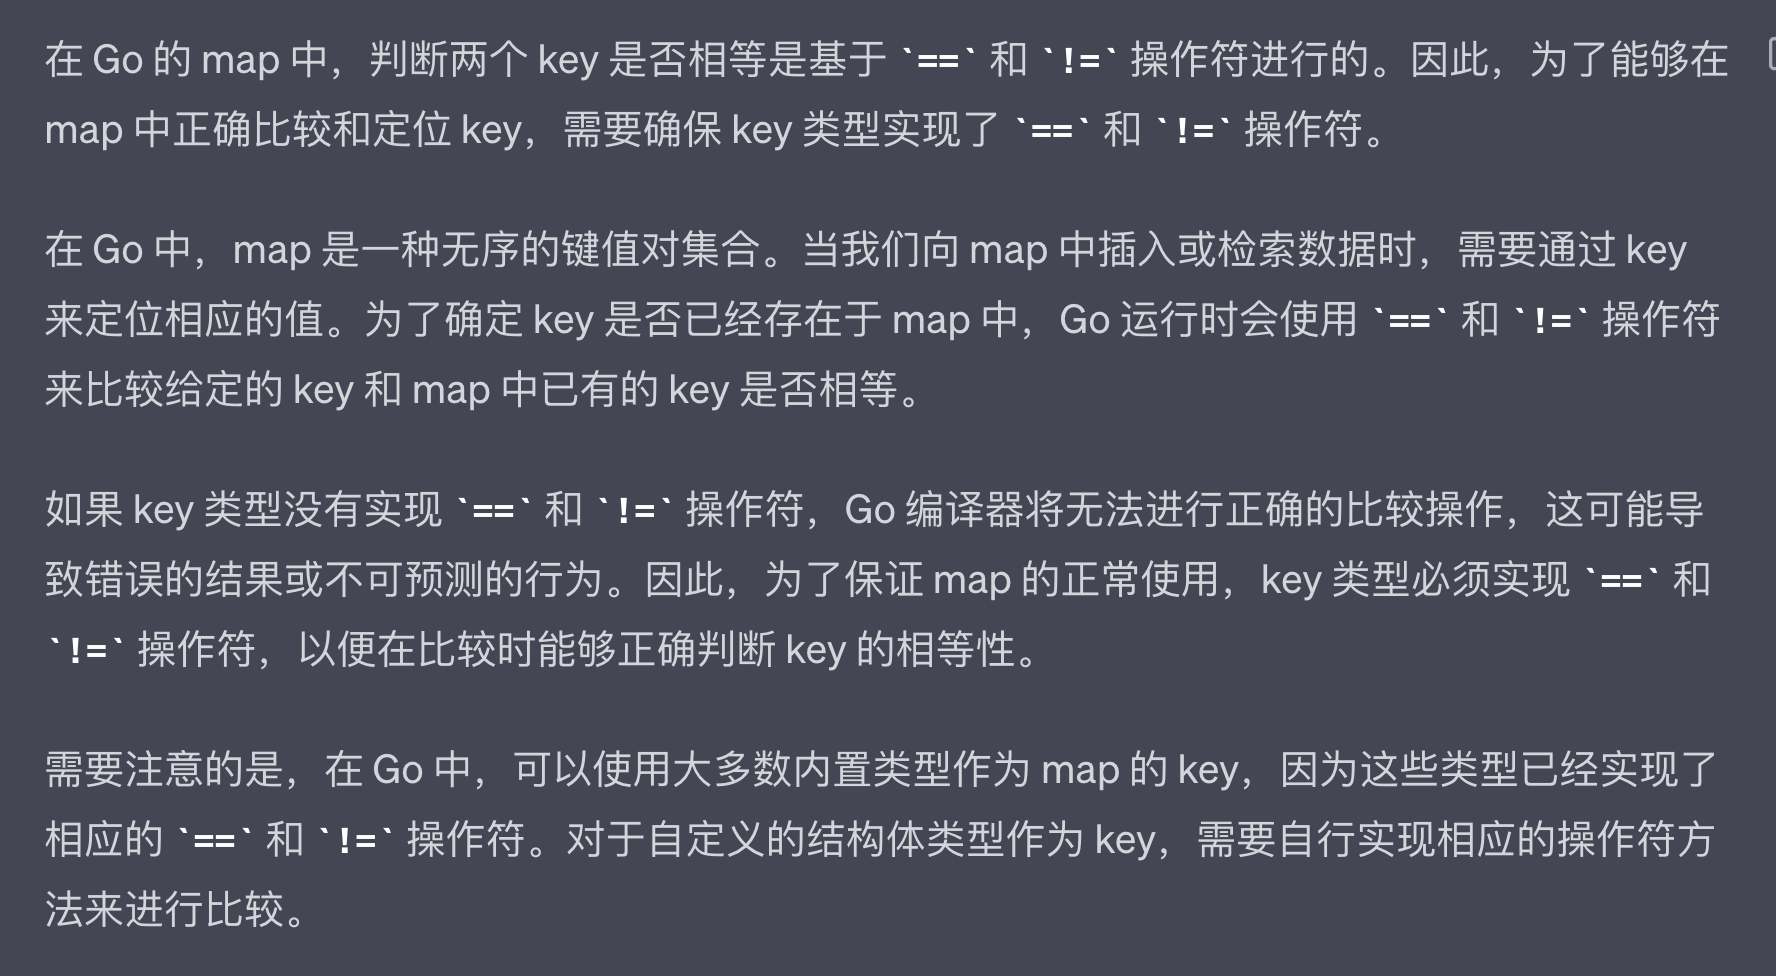 在 Go 的 map 中，判断两个 key 是否相等是基于 `==` 和 `!=` 操作符进行的。因此，为了能够在
map 中正确比较和定位 key，需要确保 key 类型实现了 `==` 和 `!=` 操作符。
在 Go 中，map 是一种无序的键值对集合。当我们向 map 中插入或检索数据时，需要通过 key
来定位相应的值。为了确定 key 是否已经存在于 map 中，Go 运行时会使用 `==` 和 `!=` 操作符
来比较给定的 key 和 map 中已有的 key 是否相等。
如果 key 类型没有实现 `==` 和 `!=` 操作符，Go 编译器将无法进行正确的比较操作，这可能导
致错误的结果或不可预测的行为。因此，为了保证 map 的正常使用，key 类型必须实现 `==` 和
`!=` 操作符，以便在比较时能够正确判断 key 的相等性。
需要注意的是，在 Go 中，可以使用大多数内置类型作为 map 的 key，因为这些类型已经实现了
相应的 `==` 和 `!=` 操作符。对于自定义的结构体类型作为 key，需要自行实现相应的操作符方
法来进行比较。